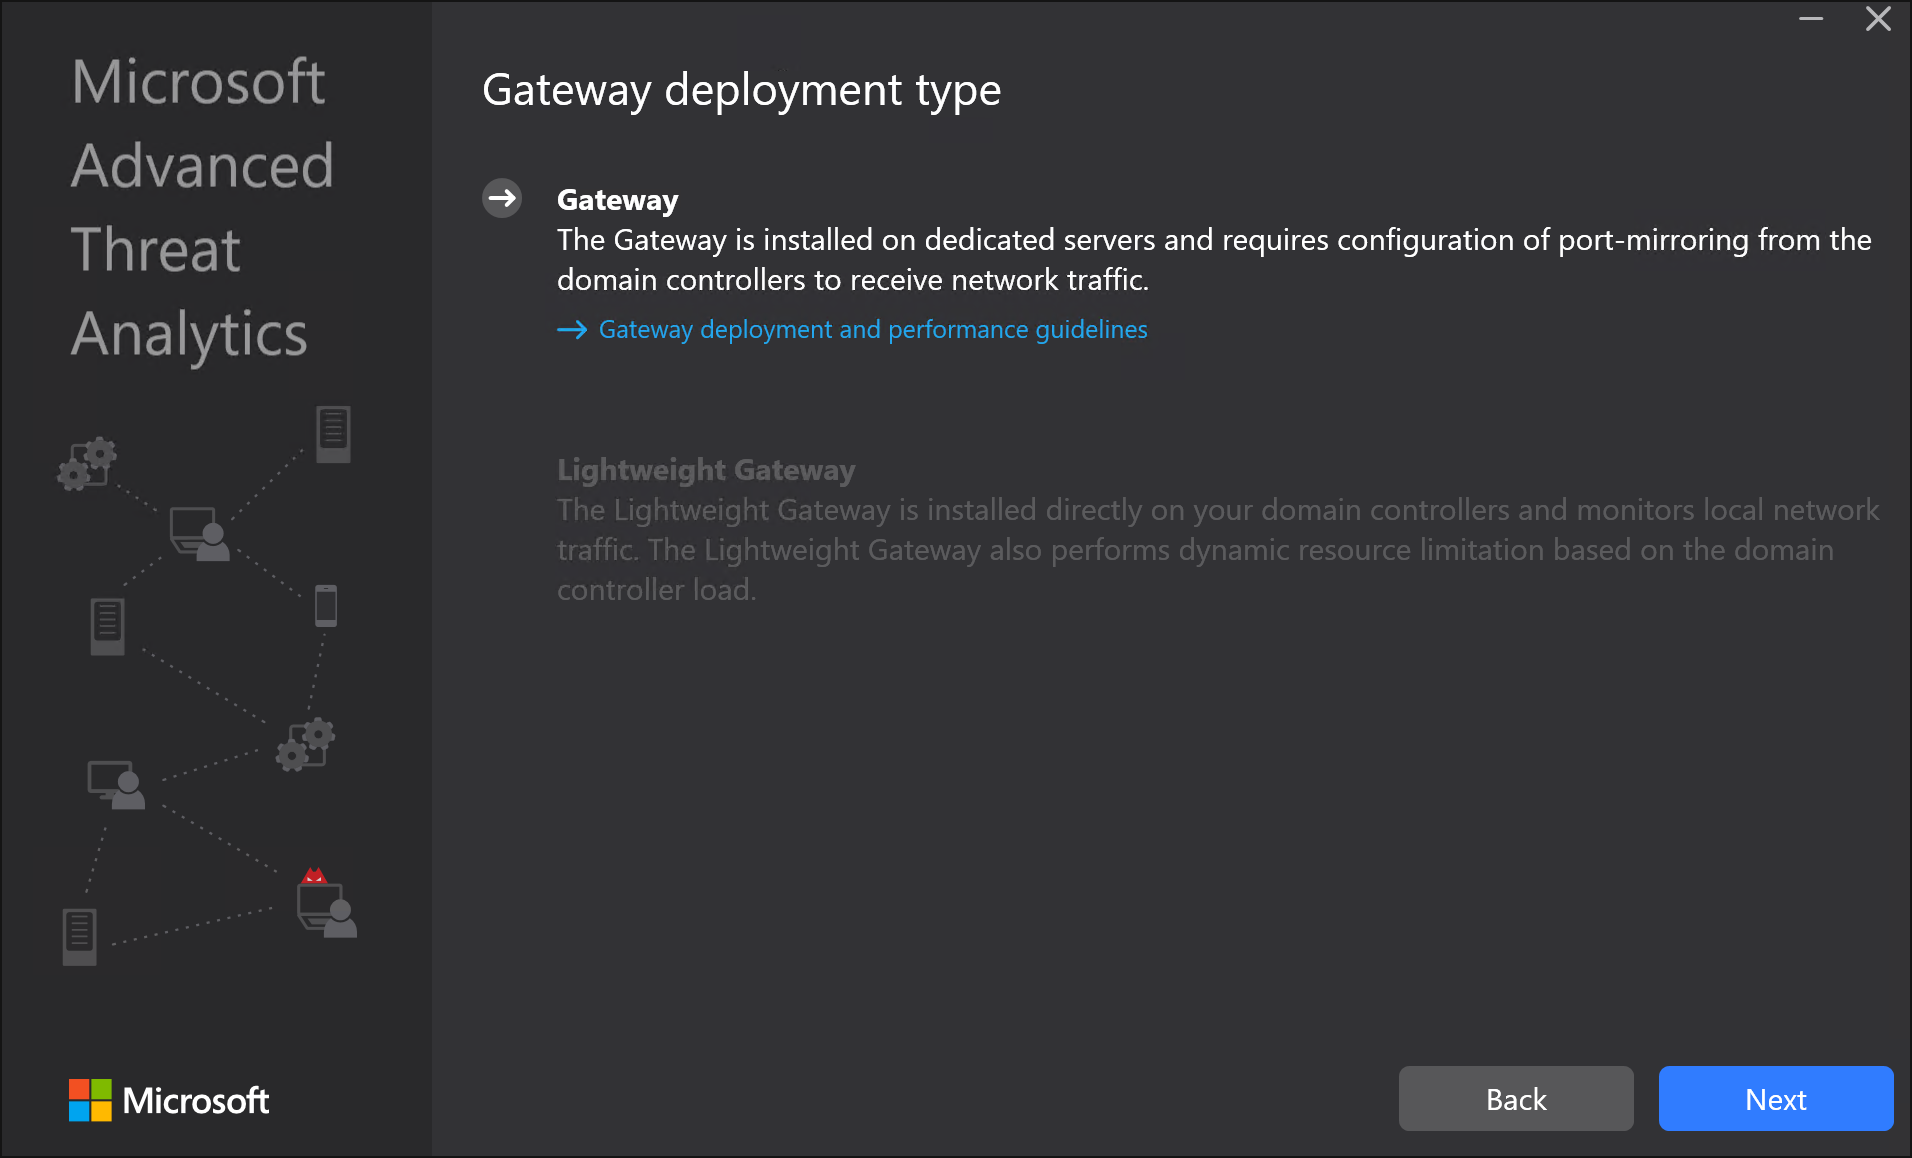 Microsoft
Advanced
Threat
Analytics
Gateway deployment type
Gateway
The Gateway is installed on dedicated servers and requires configuration of port-mirroring from the
domain controllers to receive network traffic.
Gateway deployment and performance guidelines
Lightweight Gateway
The Lightweight Gateway is installed directly on your domain controllers and monitors local network
traffic. The Lightweight Gateway also performs dynamic resource limitation based on the domain
controller load.
Microsoft
Back
Next